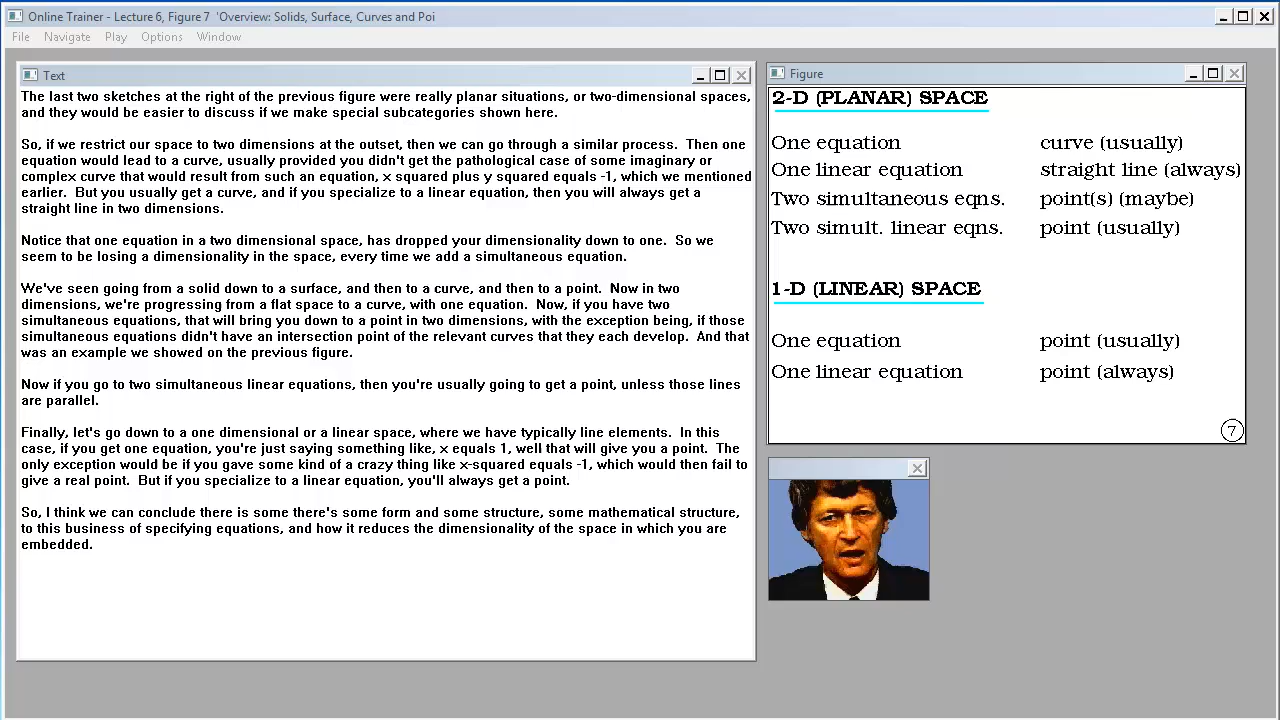 Online Trainer - Lecture 6, Figure 7 'Overview: Solids, Surface, Curves and Poi
File Navigate Play Options Window
Text
The last two sketches at the right of the previous figure were really planar situations, or two-dimensional spaces,
and they would be easier to discuss if we make special subcategories shown here.
So, if we restrict our space to two dimensions at the outset, then we can go through a similar process. Then one
equation would lead to a curve, usually provided you didn't get the pathological case of some imaginary or
complex curve that would result from such an equation, x squared plus y squared equals -1, which we mentioned
earlier. But you usually get a curve, and if you specialize to a linear equation, then you will always get a
straight line in two dimensions.
Notice that one equation in a two dimensional space, has dropped your dimensionality down to one. So we
seem to be losing a dimensionality in the space, every time we add a simultaneous equation.
We've seen going from a solid down to a surface, and then to a curve, and then to a point. Now in two
dimensions, we're progressing from a flat space to a curve, with one equation. Now, if you have two
simultaneous equations, that will bring you down to a point in two dimensions, with the exception being, if those
simultaneous equations didn't have an intersection point of the relevant curves that they each develop. And that
was an example we showed on the previous figure.
Now if you go to two simultaneous linear equations, then you're usually going to get a point, unless those lines
are parallel.
Finally, let's go down to a one dimensional or a linear space, where we have typically line elements. In this
case, if you get one equation, you're just saying something like, x equals 1, well that will give you a point. The
only exception would be if you gave some kind of a crazy thing like x-squared equals -1, which would then fail to
give a real point. But if you specialize to a linear equation, you'll always get a point.
So, I think we can conclude there is some there's some form and some structure, some mathematical structure,
to this business of specifying equations, and how it reduces the dimensionality of the space in which you are
embedded.
Figure
2-D (PLANAR) SPACE
One equation curve (usually)
One linear equation straight line (always)
Two simultaneous eqns. point(s) (maybe)
Two simult. linear eqns. point (usually)
1-D (LINEAR) SPACE
One equation point (usually)
One linear equation point (always)
7